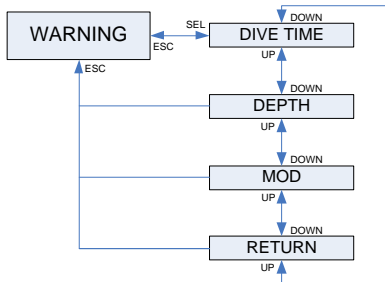 DOWN
WARNING
SEL
DIVE TIME
ESC
UP
ESC
DOWN
DEPTH
UP
DOWN
MOD
UP
DOWN
RETURN
UP